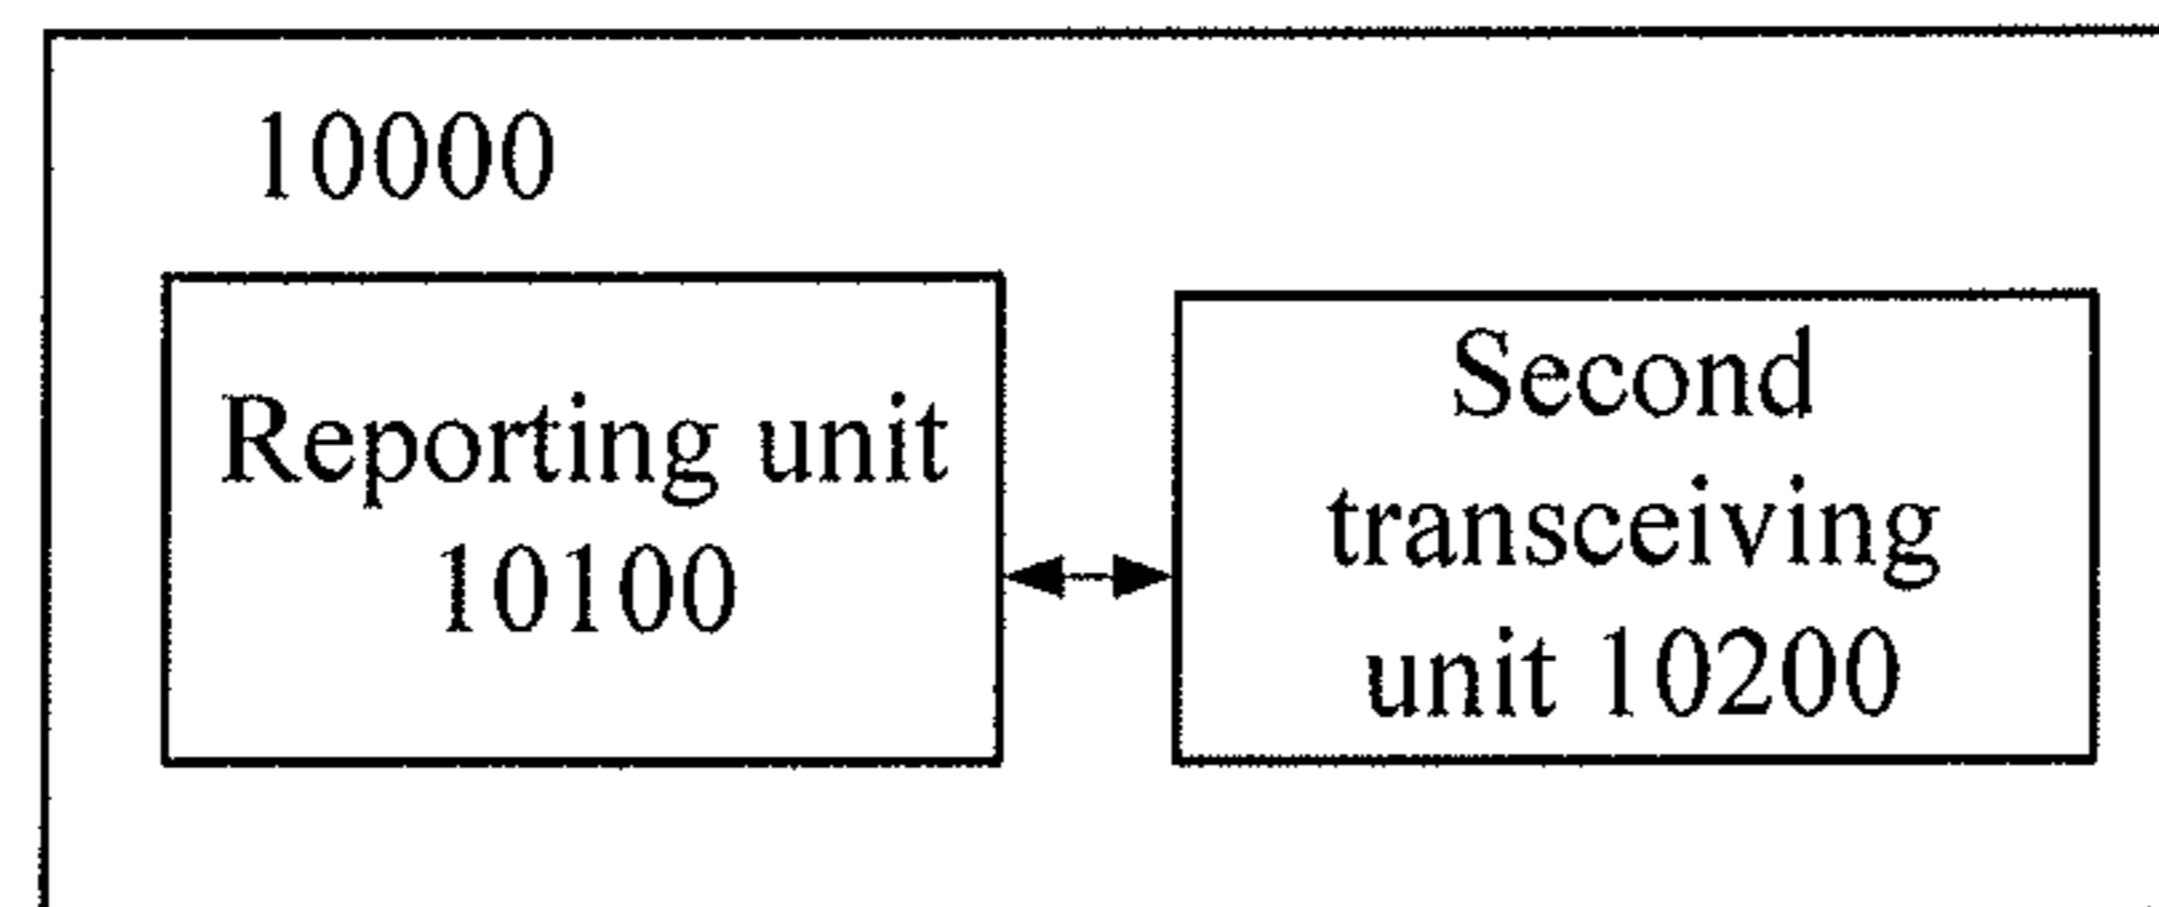 10000
Reporting unit
10100
Second
transceiving
unit 10200